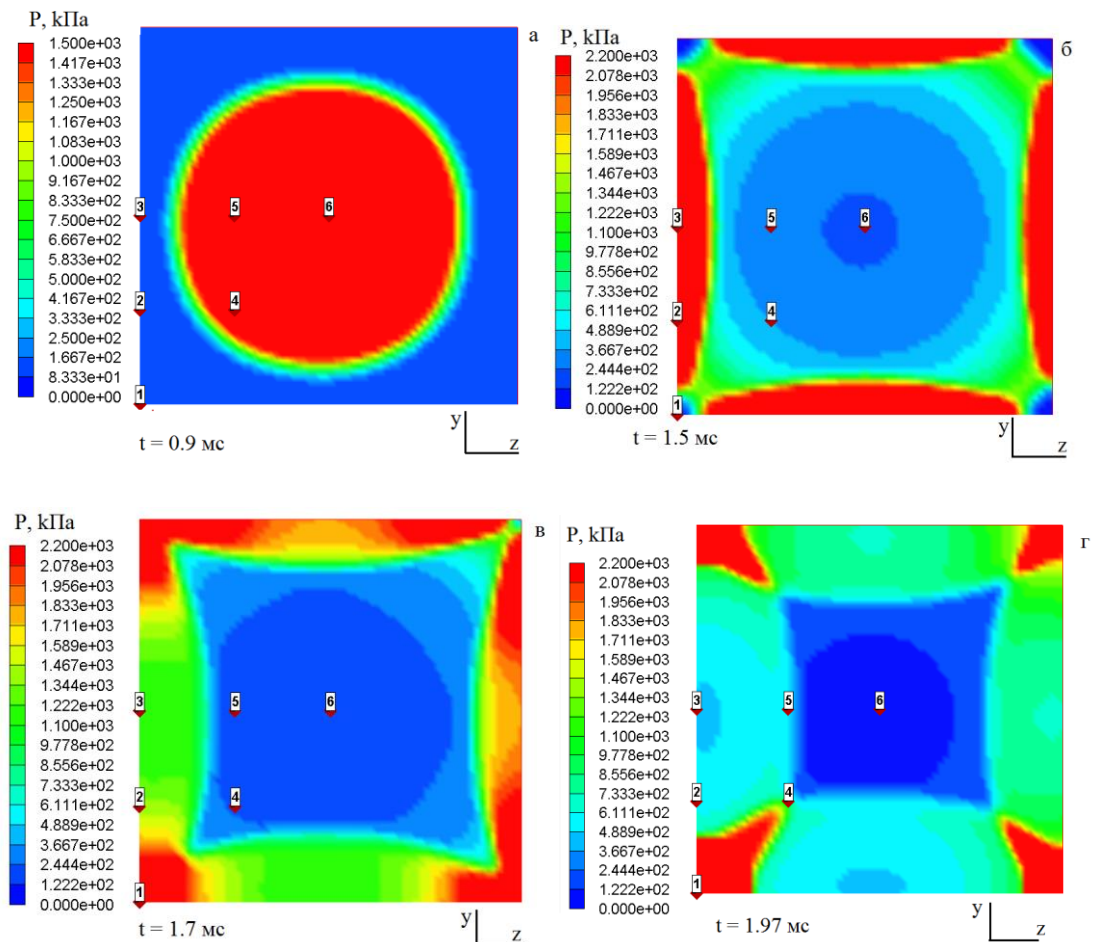 P, kПа
а
1.500e+03
1.417e+03
1.250e+03
1.167e+03
1.083e+03
1.000e+03
9.167e+02
8.333e+02
7.500e+02
6.667e+02
5.000e+02
4.167e+02
3.333e+02
2.500e+02
1.667e+02
8.333e+01
0.000e+00
3
5
6
2
4
1
t = 0.9 мс
y
z
P, kПа
б
2.200e+03
2.078e+03
1.956e+03
1.833e+03
1.711e+03
1.589e+03
1.467e+03
1.344e+03
1.222e+03
1.100e+03
9.778e+02
8.556e+02
7.333e+02
6.111e+02
4.889e+02
3.667e+02
2.444e+02
1.222e+02
0.000e+00
3
5
6
2
4
1
t = 1.5 мс
y
z
P, kПа
в
2.200e+03
2.078e+03
1.956e+03
1.833e+03
1.711e+03
1.589e+03
1.467e+03
1.344e+03
1.222e+03
1.100e+03
9.778e+02
8.556e+02
7.333e+02
6.111e+02
4.889e+02
3.667e+02
2.444e+02
1.222e+02
0.000e+00
3
5
6
2
4
1
t = 1.7 мс
y
z
P, kПа
г
2.200e+03
2.078e+03
1.956e+03
1.833e+03
1.711e+03
1.589e+03
1.467e+03
1.344e+03
1.222e+03
1.100e+03
9.778e+02
8.556e+02
7.333e+02
6.111e+02
4.889e+02
3.667e+02
2.444e+02
1.222e+02
0.000e+00
3
5
6
2
4
1
t = 1.97 мс
y
z